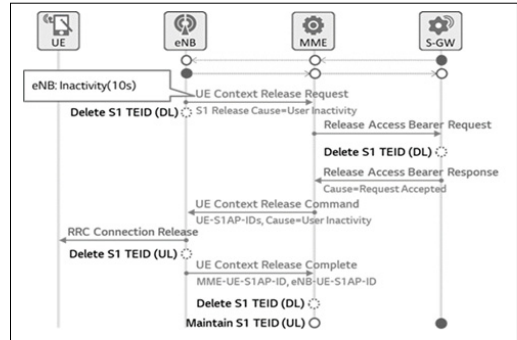 UE
eNB
MME
S-GW
eNB: Inactivity(10s)
UE Context Release Request
Delete S1 TEID (DL)
S1 Release Cause=User Inactivity
Release Access Bearer Request
Delete S1 TEID (DL)
Release Access Bearer Response
Cause=Request Accepted
UE Context Release Command
UE-S1AP-IDs, Cause=User Inactivity
RRC Connection Release
Delete S1 TEID (UL)
UE Context Release Complete
MME-UE-S1AP-ID, eNB-UE-S1AP-ID
Delete S1 TEID (DL)
Maintain S1 TEID (UL)